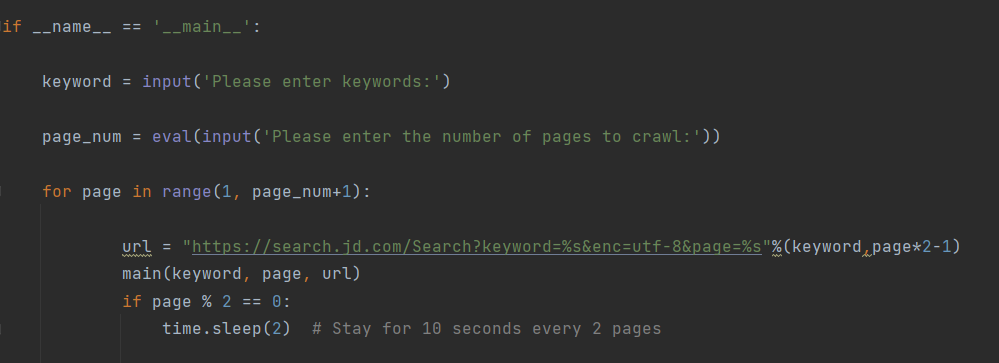 if __name__ == '__main__':
keyword = input('Please enter keywords:')
page_num = eval(input('Please enter the number of pages to crawl:'))
for page in range(1, page_num+1):
url = "https://search.jd.com/Search?keyword=%s&enc=utf-8&page=%s"%(keyword,page*2-1)
main(keyword, page, url)
if page % 2 == 0:
time.sleep(2)  # Stay for 10 seconds every 2 pages